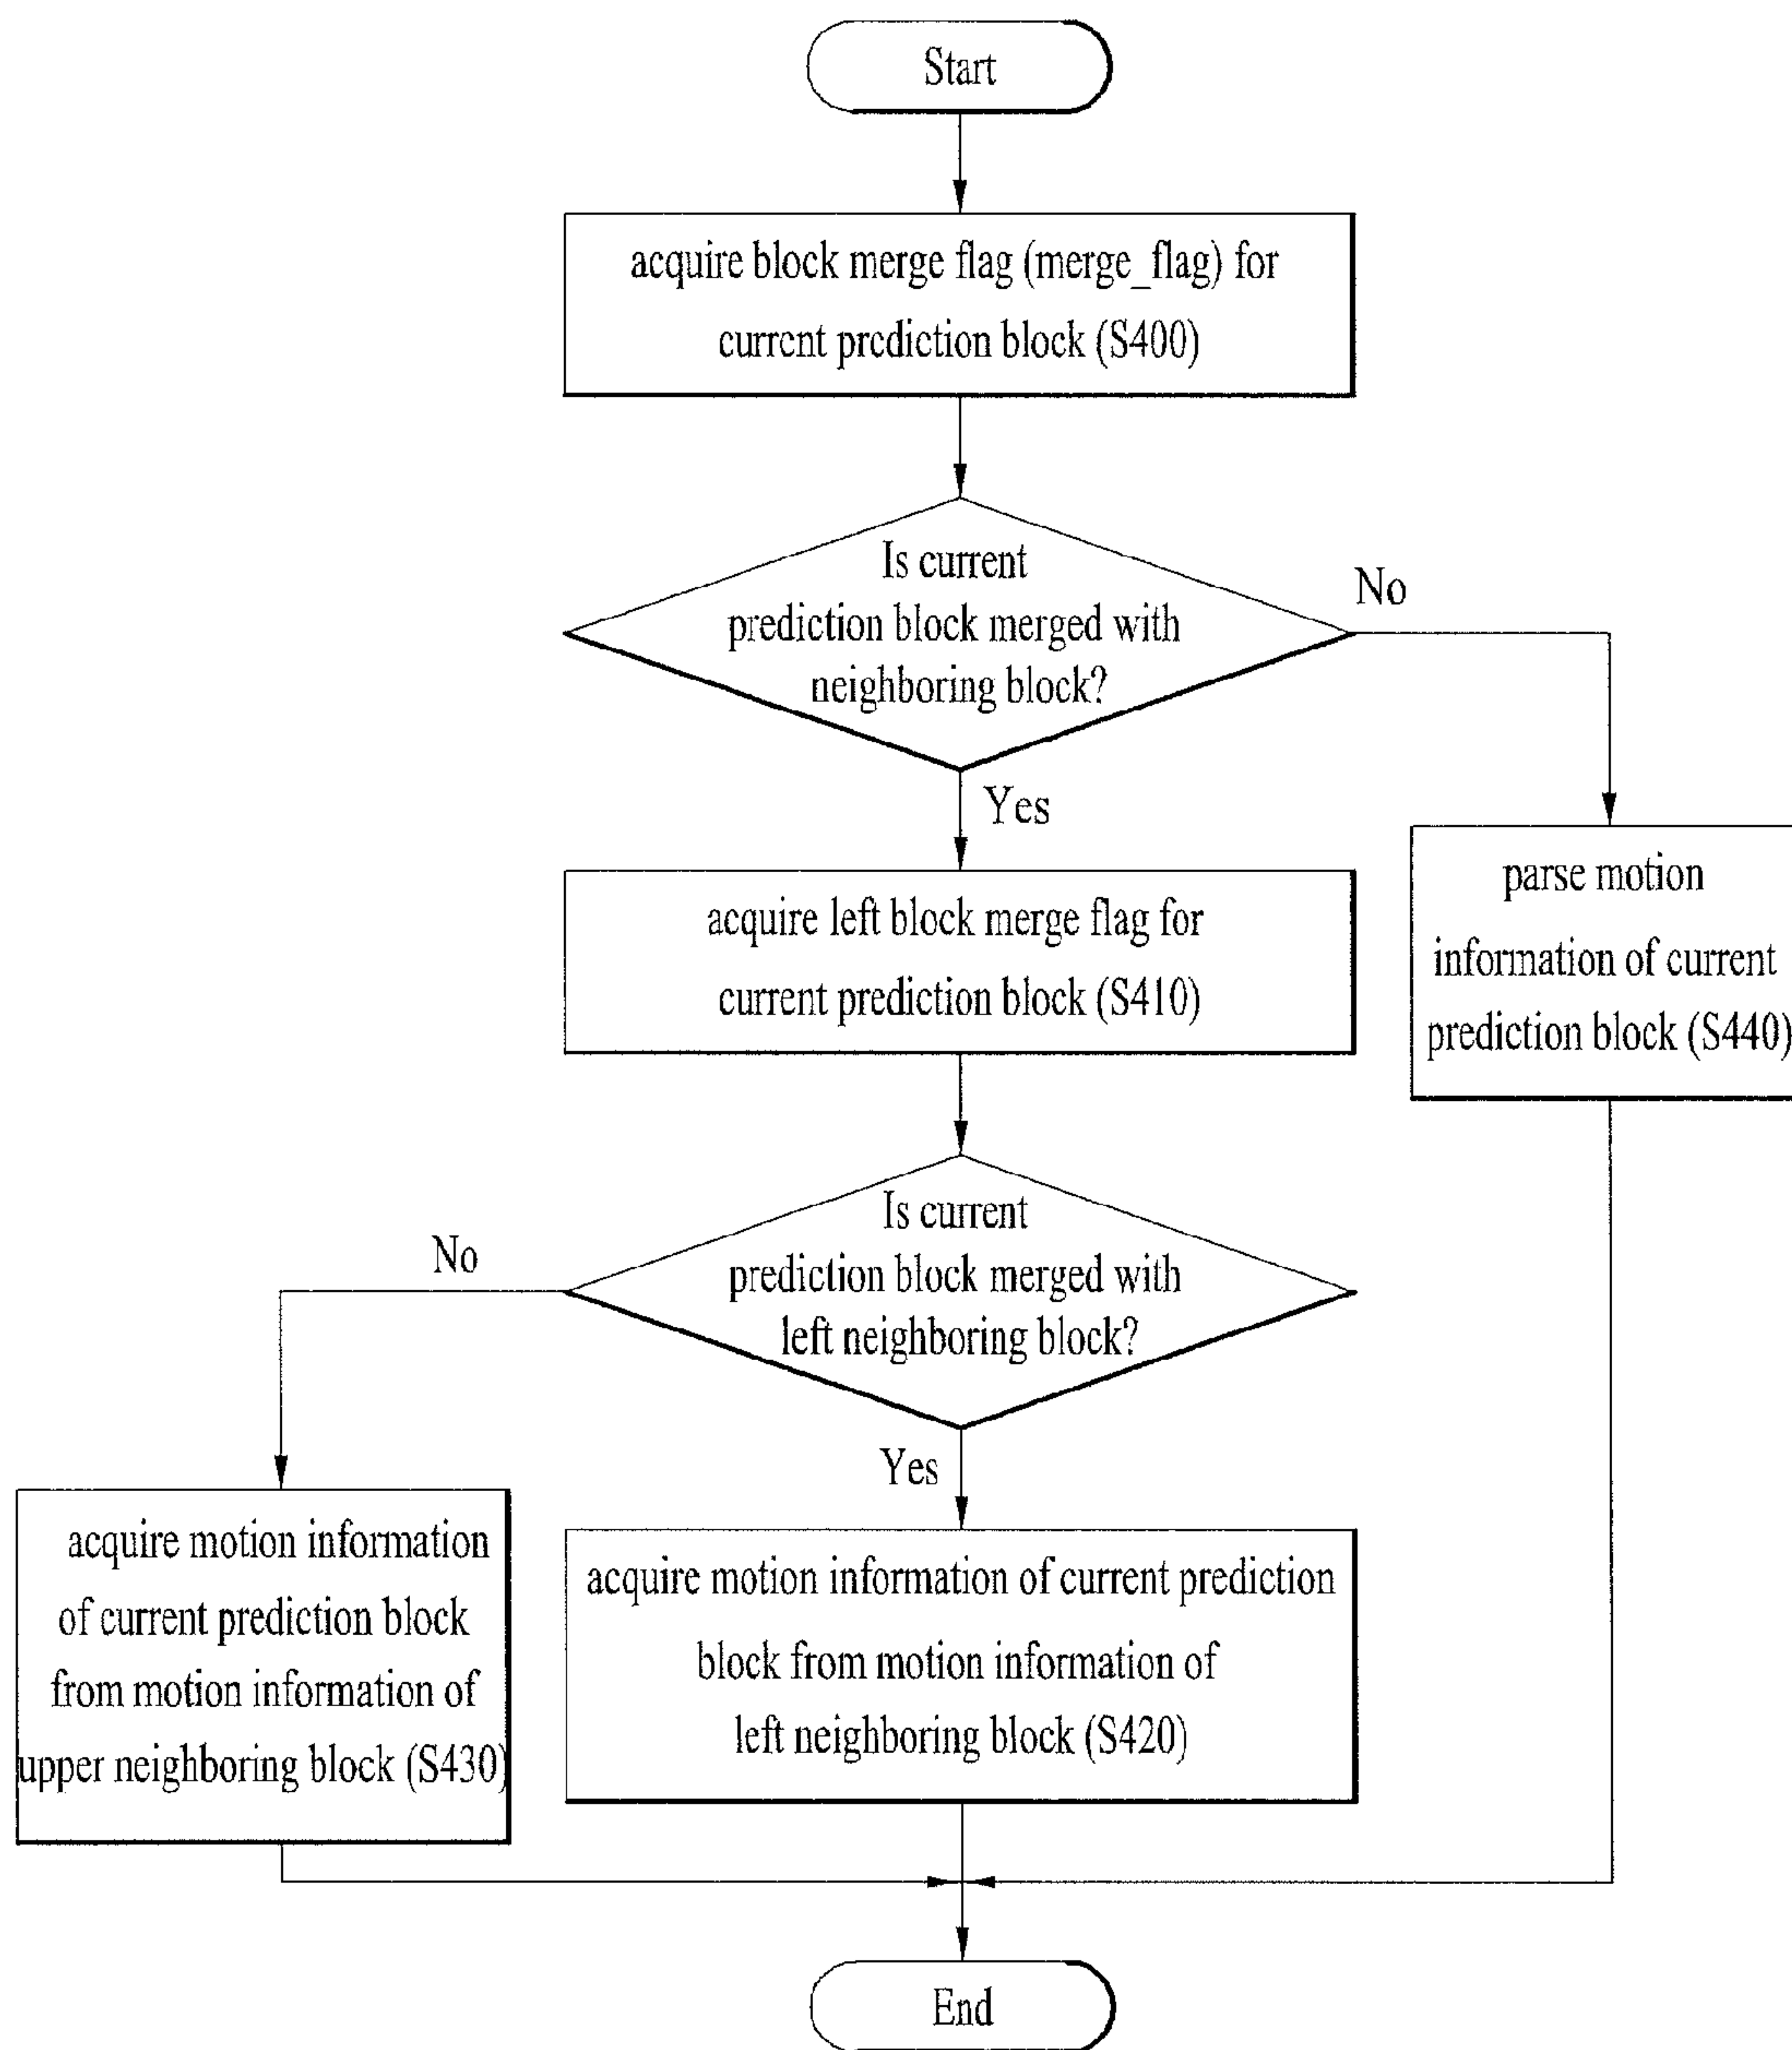 Start
acquire block merge flag (merge_flag) for
current prediction block (S400)
Is current
prediction block merged with
neighboring block?
No
Yes
acquire left block merge flag for
current prediction block (S410)
parse motion
information of current
prediction block (S440)
Is current
prediction block merged with
left neighboring block?
No
Yes
acquire motion information
of current prediction block
from motion information of
upper neighboring block (S430)
acquire motion information of current prediction
block from motion information of
left neighboring block (S420)
End